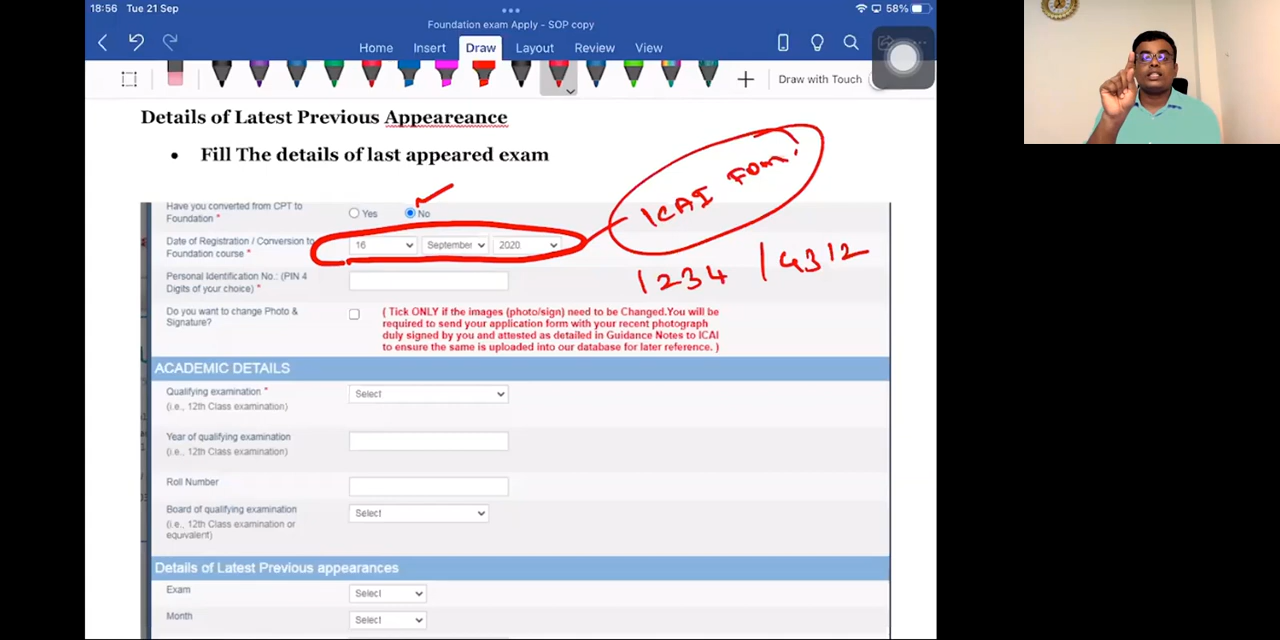 18:56 Tue 21 Sep
58%
Foundation exam Apply - SOP copy
Home Insert Draw Layout Review View
Draw with Touch
Details of Latest Previous Appeareance
• Fill The details of last appeared exam
Have you converted from CPT to
Foundation *
Yes No
Date of Registration / Conversion to
Foundation course *
16 September 2020
ICAI Fom
1234 / 4312
Personal Identification No.: (PIN 4
Digits of your choice) *
Do you want to change Photo &
Signature?
( Tick ONLY if the images (photo/sign) need to be Changed.You will be
required to send your application form with your recent photograph
duly signed by you and attested as detailed in Guidance Notes to ICAI
to ensure the same is uploaded into our database for later reference. )
ACADEMIC DETAILS
Qualifying examination *
(i.e., 12th Class examination)
Select
Year of qualifying examination
(i.e., 12th Class examination)
Roll Number
Board of qualifying examination
(i.e., 12th Class examination or
equivalent)
Select
Details of Latest Previous appearances
Exam Select
Month Select